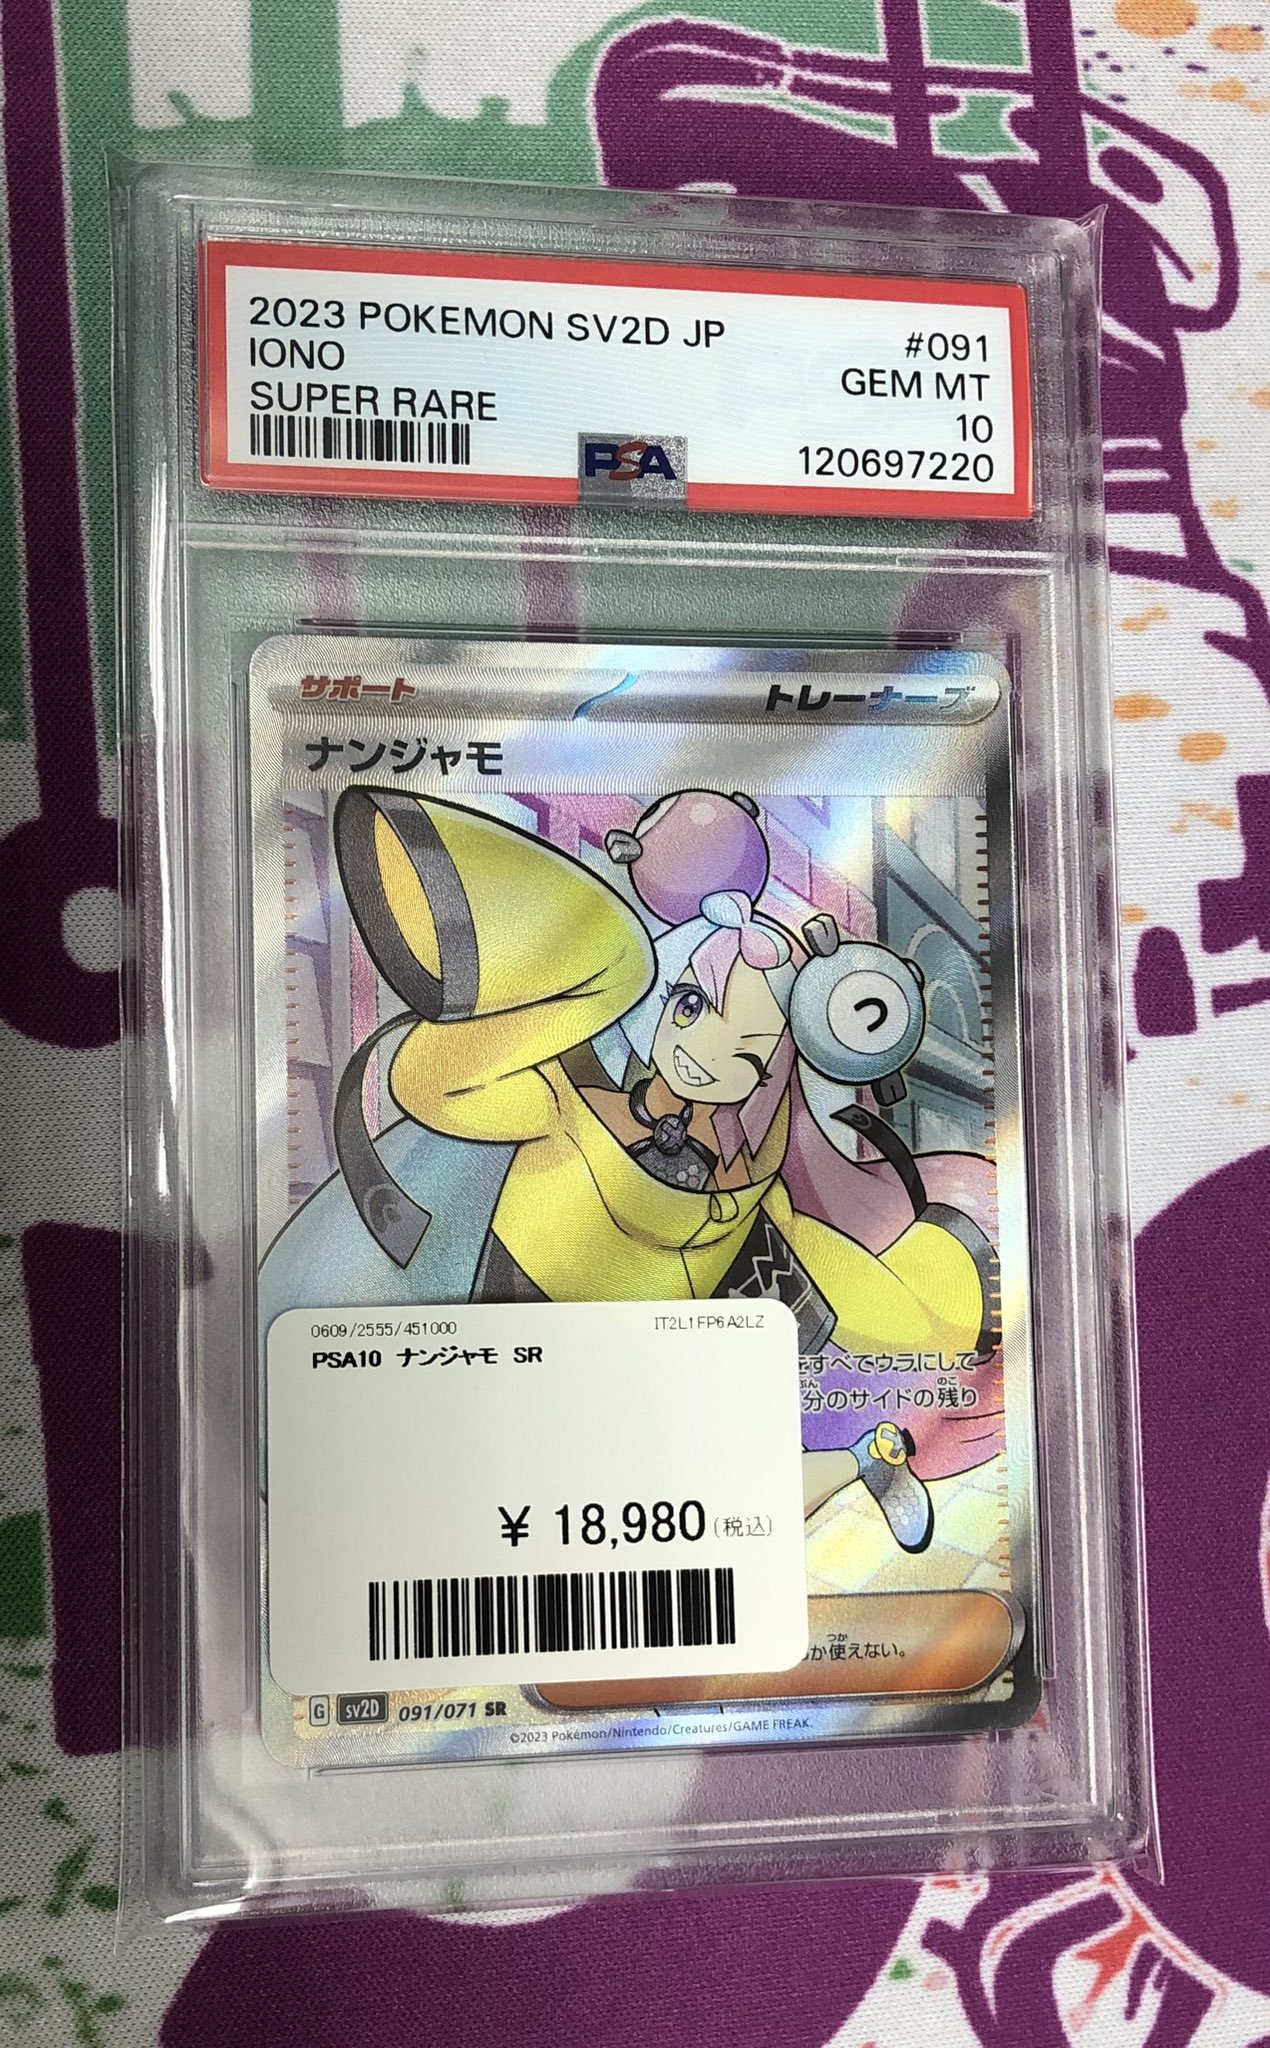 2023 POKEMON SV2D JP
#091
IONO
GEM MT
SUPER RARE
10
PSA
120697220
サポート
トレーナーズ
ナンジャモ
0609/2555/451000
IT2L1FP6A2LZ
PSA10 ナンジャモ SR
をすべてウラにして
分のサイドの残り
¥ 18,980(税込)
か使えない。
G sv2D 091/071 SR
©2023 Pokémon/Nintendo/Creatures/GAME FREAK.